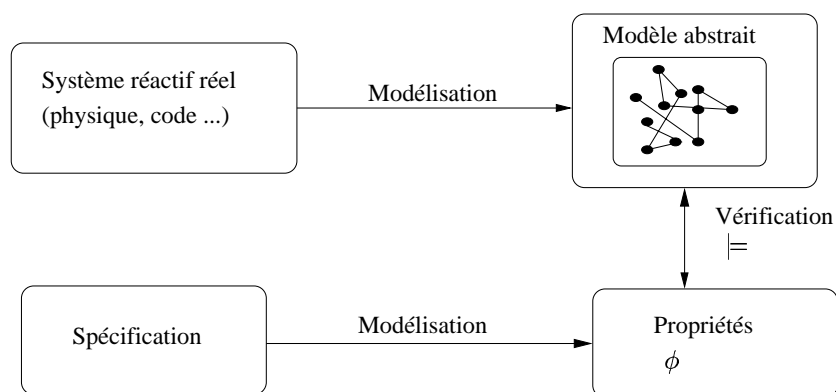 Modèle abstrait
Système réactif réel
(physique, code ...)
Modélisation
Vérification
|=
Spécification
Modélisation
Propriétés
ϕ